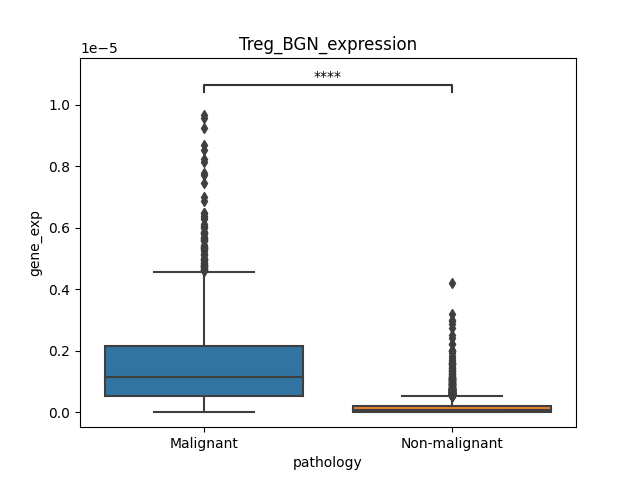 Treg_BGN_expression
1e−5
****
1.0
0.8
0.6
0.4
0.2
0.0
gene_exp
Malignant
Non-malignant
pathology